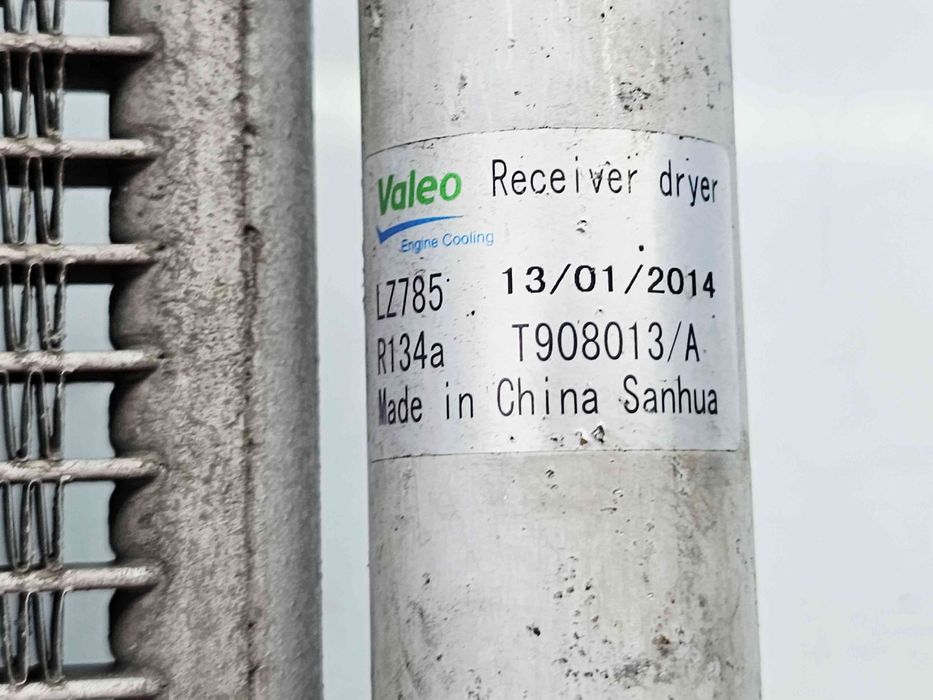 Valeo Receiver dryer
Engine Cooling
LZ785 13/01/2014
R134a T908013/A
Made in China Sanhua